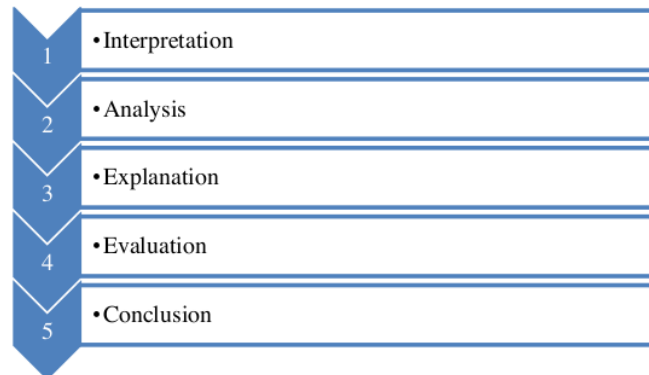 1 •Interpretation
2 •Analysis
3 •Explanation
4 •Evaluation
5 •Conclusion